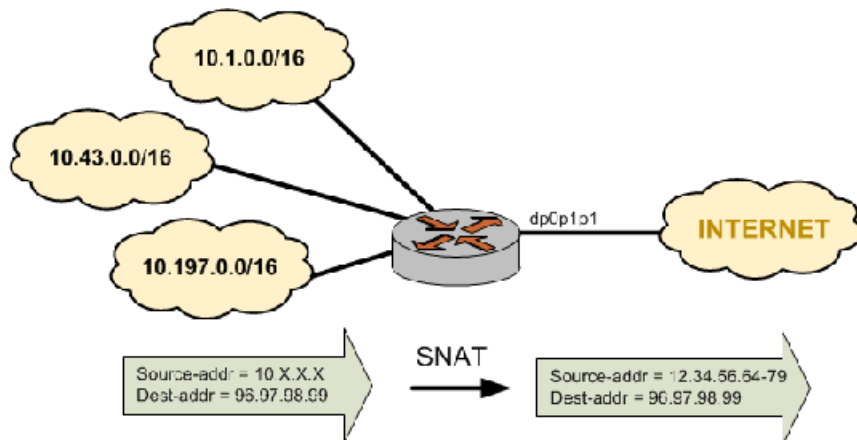 10.1.0.0/16
10.43.0.0/16
dp0p1p1
INTERNET
10.197.0.0/16
SNAT
Source-addr = 10.X.X.X
Dest-addr = 96.97.98.99
Source-addr = 12.34.56.64-79
Dest-addr = 96.97.98.99